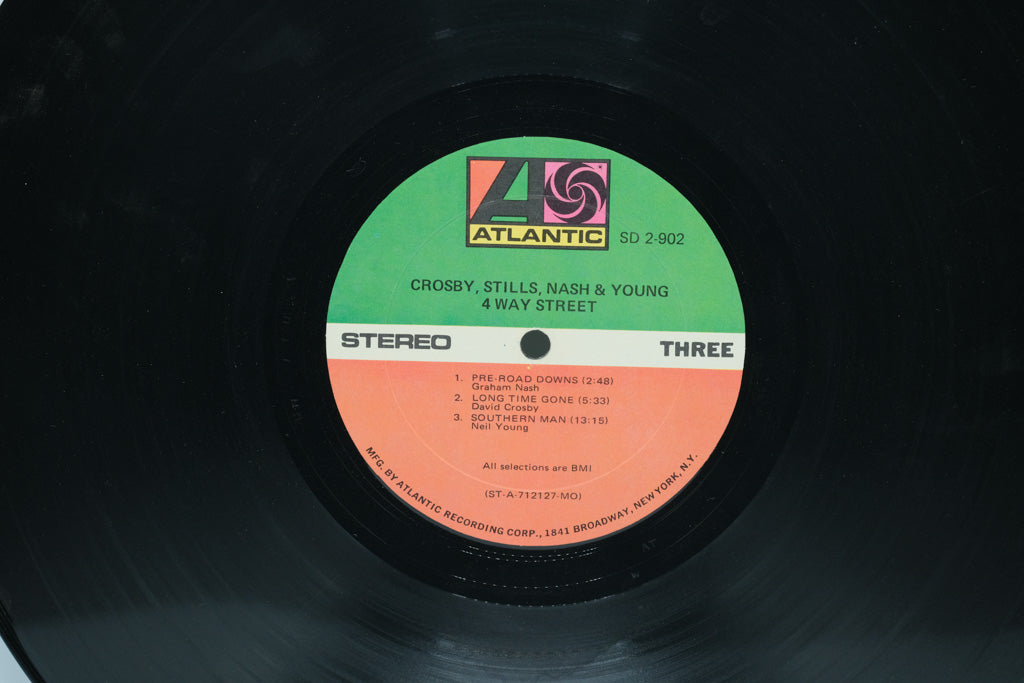 ATLANTIC
SD 2-902
CROSBY, STILLS, NASH & YOUNG
4 WAY STREET
STEREO
THREE
1. PRE-ROAD DOWNS (2:48)
Graham Nash
2. LONG TIME GONE (5:33)
David Crosby
3. SOUTHERN MAN (13:15)
Neil Young
All selections are BMI
(ST-A-712127-MO)
MFG. BY ATLANTIC RECORDING CORP., 1841 BROADWAY, NEW YORK, N.Y.
AT